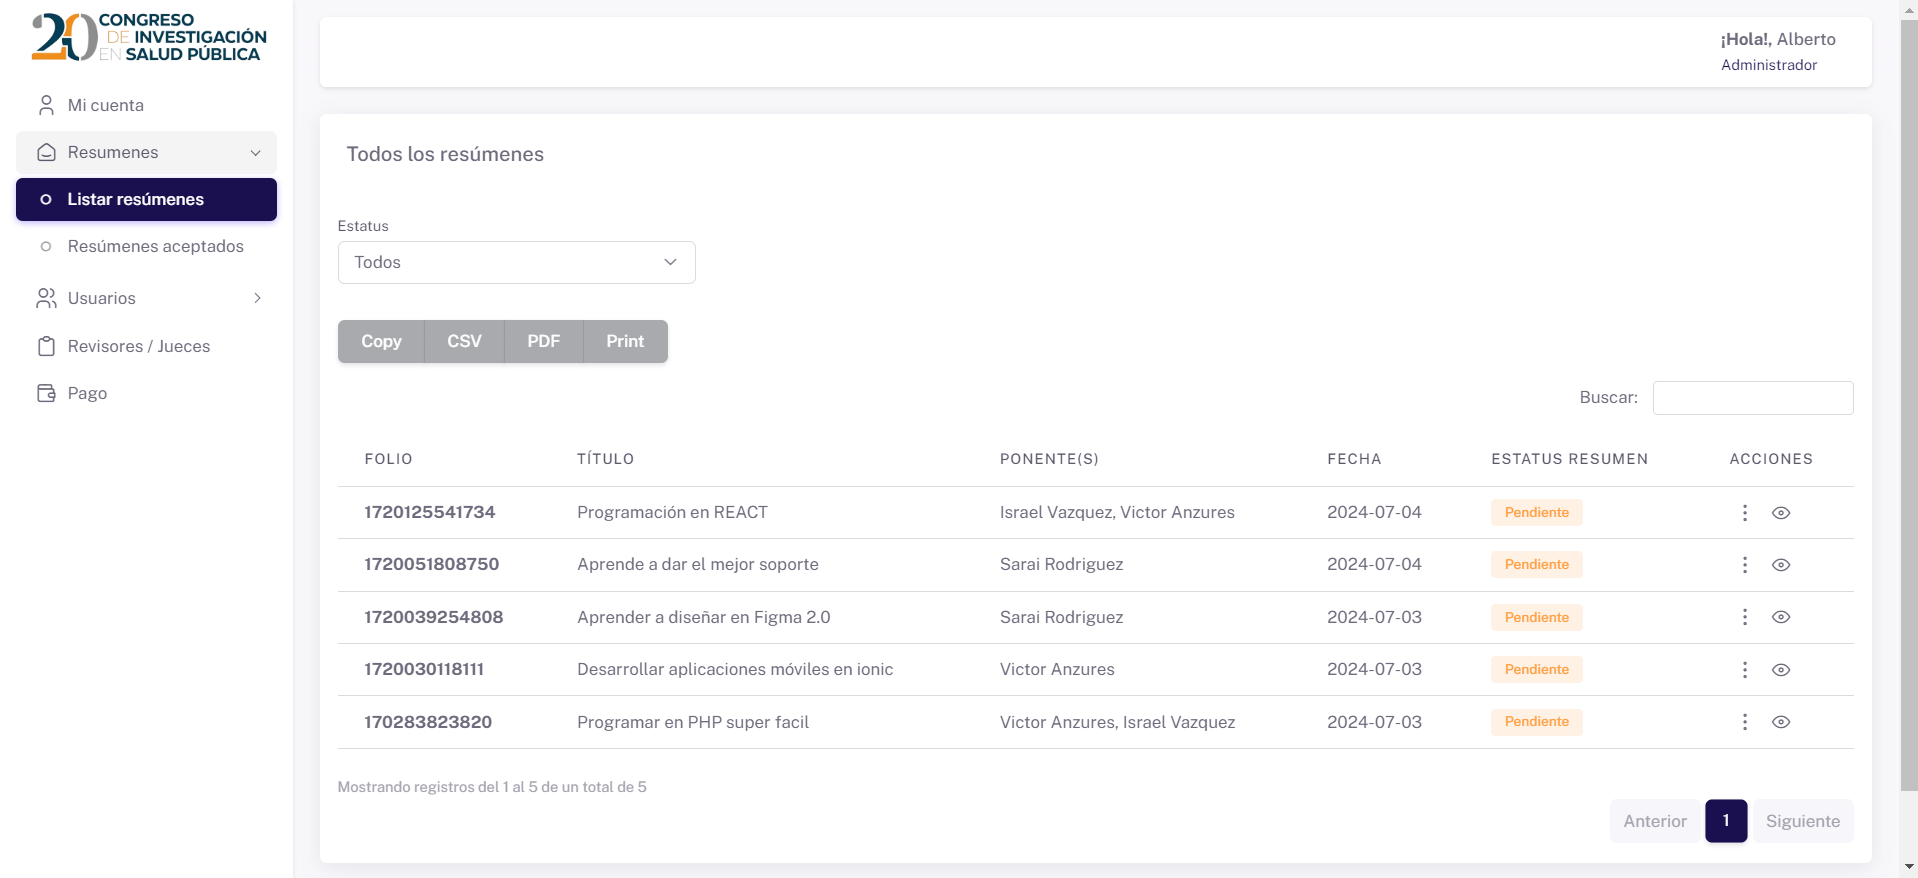 20 CONGRESO
DE INVESTIGACIÓN
EN SALUD PÚBLICA
¡Hola!, Alberto
Administrador
Mi cuenta
Resumenes
Listar resúmenes
Resúmenes aceptados
Usuarios
Revisores / Jueces
Pago
Todos los resúmenes
Estatus
Todos
Copy CSV PDF Print
Buscar:
FOLIO TÍTULO PONENTE(S) FECHA ESTATUS RESUMEN ACCIONES
1720125541734 Programación en REACT Israel Vazquez, Victor Anzures 2024-07-04 Pendiente
1720051808750 Aprende a dar el mejor soporte Sarai Rodriguez 2024-07-04 Pendiente
1720039254808 Aprender a diseñar en Figma 2.0 Sarai Rodriguez 2024-07-03 Pendiente
1720030118111 Desarrollar aplicaciones móviles en ionic Victor Anzures 2024-07-03 Pendiente
170283823820 Programar en PHP super facil Victor Anzures, Israel Vazquez 2024-07-03 Pendiente
Mostrando registros del 1 al 5 de un total de 5
Anterior 1 Siguiente